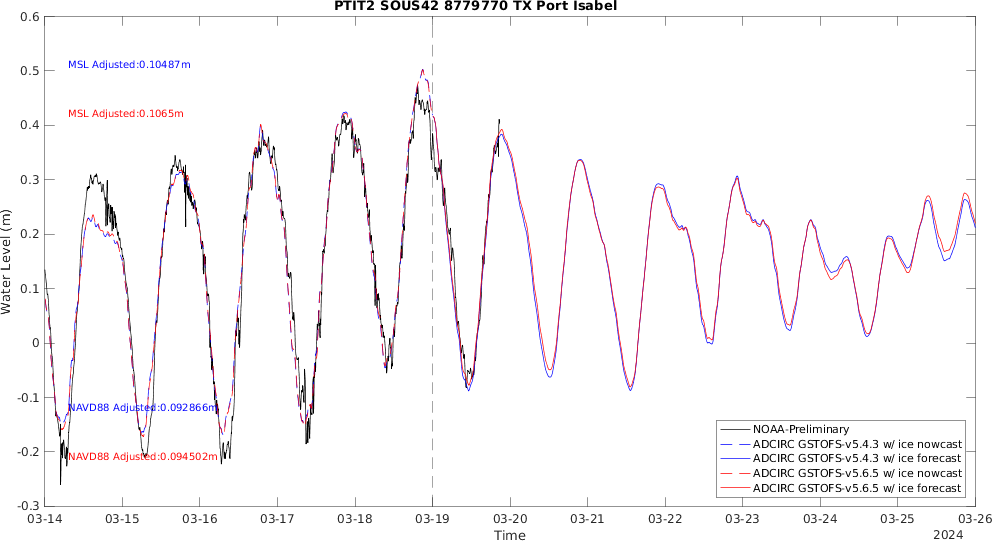 PTIT2 SOUS42 8779770 TX Port Isabel
0.6
0.5
0.4
0.3
0.2
0.1
0
-0.1
-0.2
-0.3
Water Level (m)
MSL Adjusted:0.10487m
MSL Adjusted:0.1065m
NAVD88 Adjusted:0.092866m
NAVD88 Adjusted:0.094502m
NOAA-Preliminary
ADCIRC GSTOFS-v5.4.3 w/ ice nowcast
ADCIRC GSTOFS-v5.4.3 w/ ice forecast
ADCIRC GSTOFS-v5.6.5 w/ ice nowcast
ADCIRC GSTOFS-v5.6.5 w/ ice forecast
03-14 03-15 03-16 03-17 03-18 03-19 03-20 03-21 03-22 03-23 03-24 03-25 03-26
Time
2024